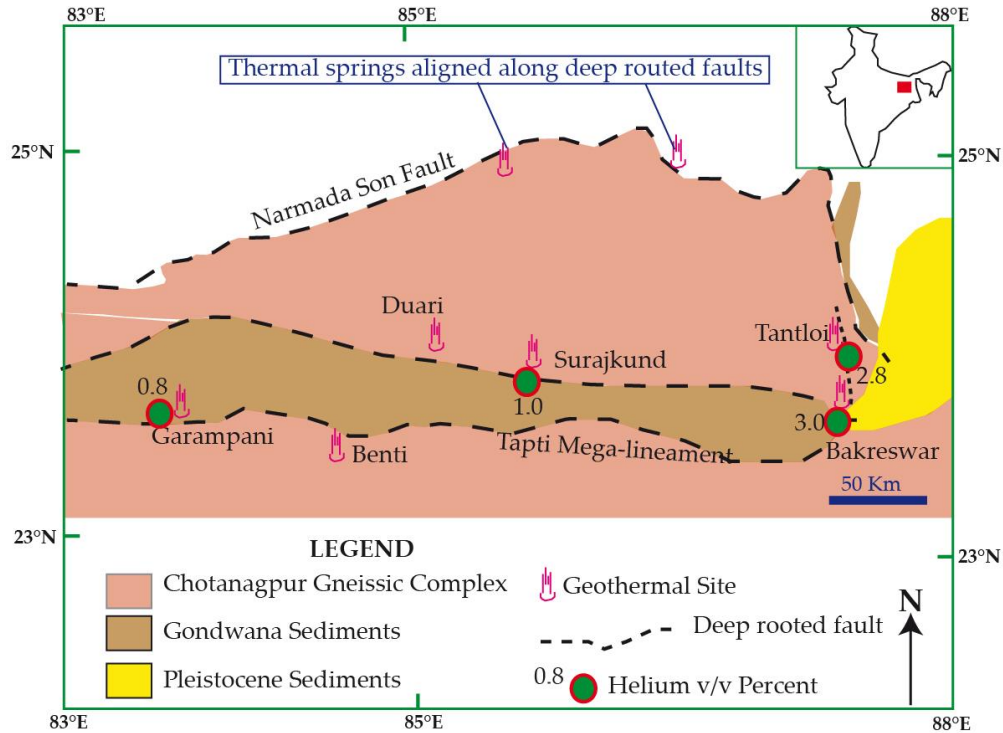 83°E
85°E
88°E
Thermal springs aligned along deep routed faults
25°N
25°N
Narmada Son Fault
Duari
Tantloi
Surajkund
2.8
0.8
1.0
3.0
Garampani
Benti
Tapti Mega-lineament
Bakreswar
50 Km
23°N
23°N
LEGEND
Chotanagpur Gneissic Complex
Geothermal Site
N
Gondwana Sediments
Deep rooted fault
Pleistocene Sediments
0.8
Helium v/v Percent
83°E
85°E
88°E